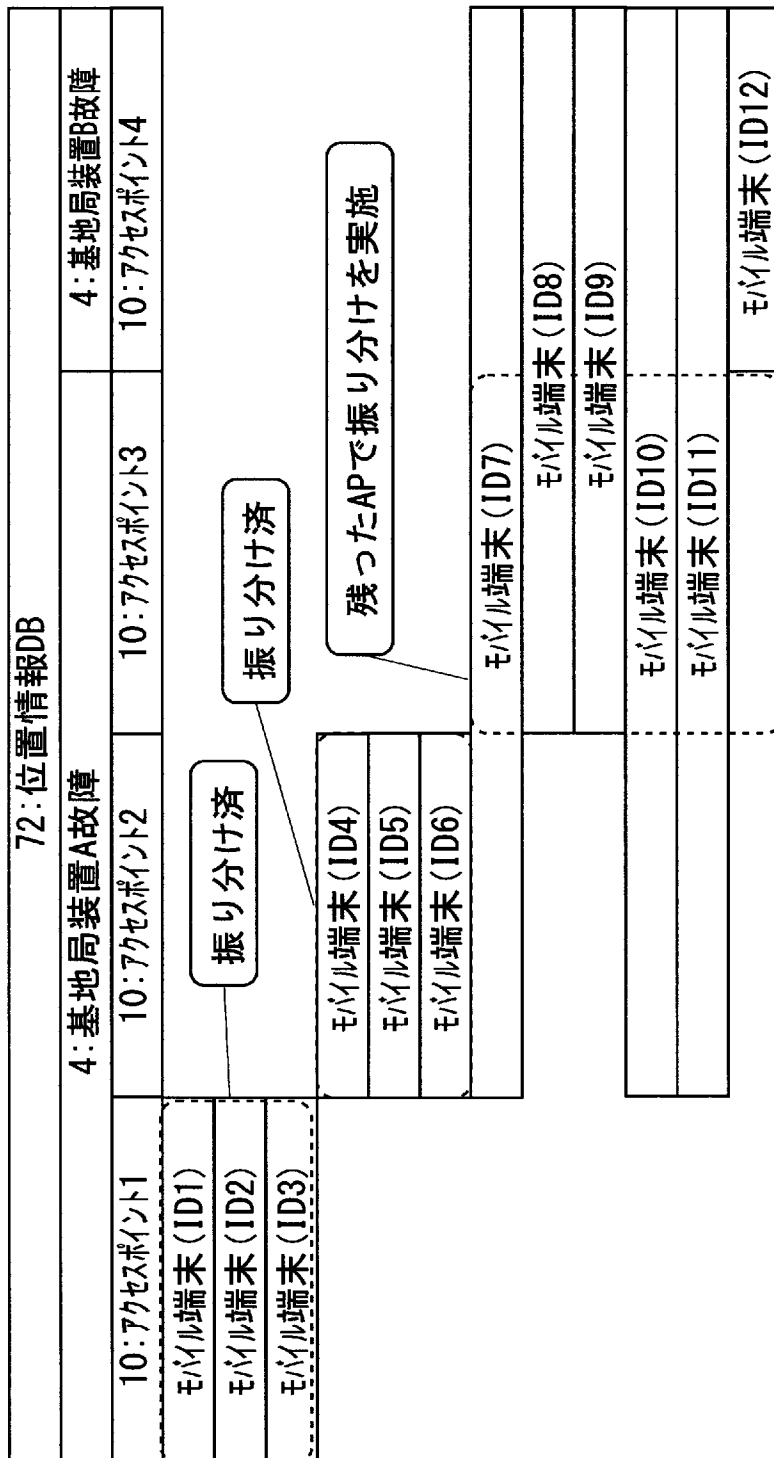 72:位置情報DB
4:基地局装置A故障
4:基地局装置B故障
10:アクセスポイント1
10:アクセスポイント2
10:アクセスポイント3
10:アクセスポイント4
モバイル端末(ID1)
モバイル端末(ID2)
モバイル端末(ID3)
振り分け済
モバイル端末(ID4)
モバイル端末(ID5)
モバイル端末(ID6)
振り分け済
残ったAPで振り分けを実施
モバイル端末(ID7)
モバイル端末(ID8)
モバイル端末(ID9)
モバイル端末(ID10)
モバイル端末(ID11)
モバイル端末(ID12)